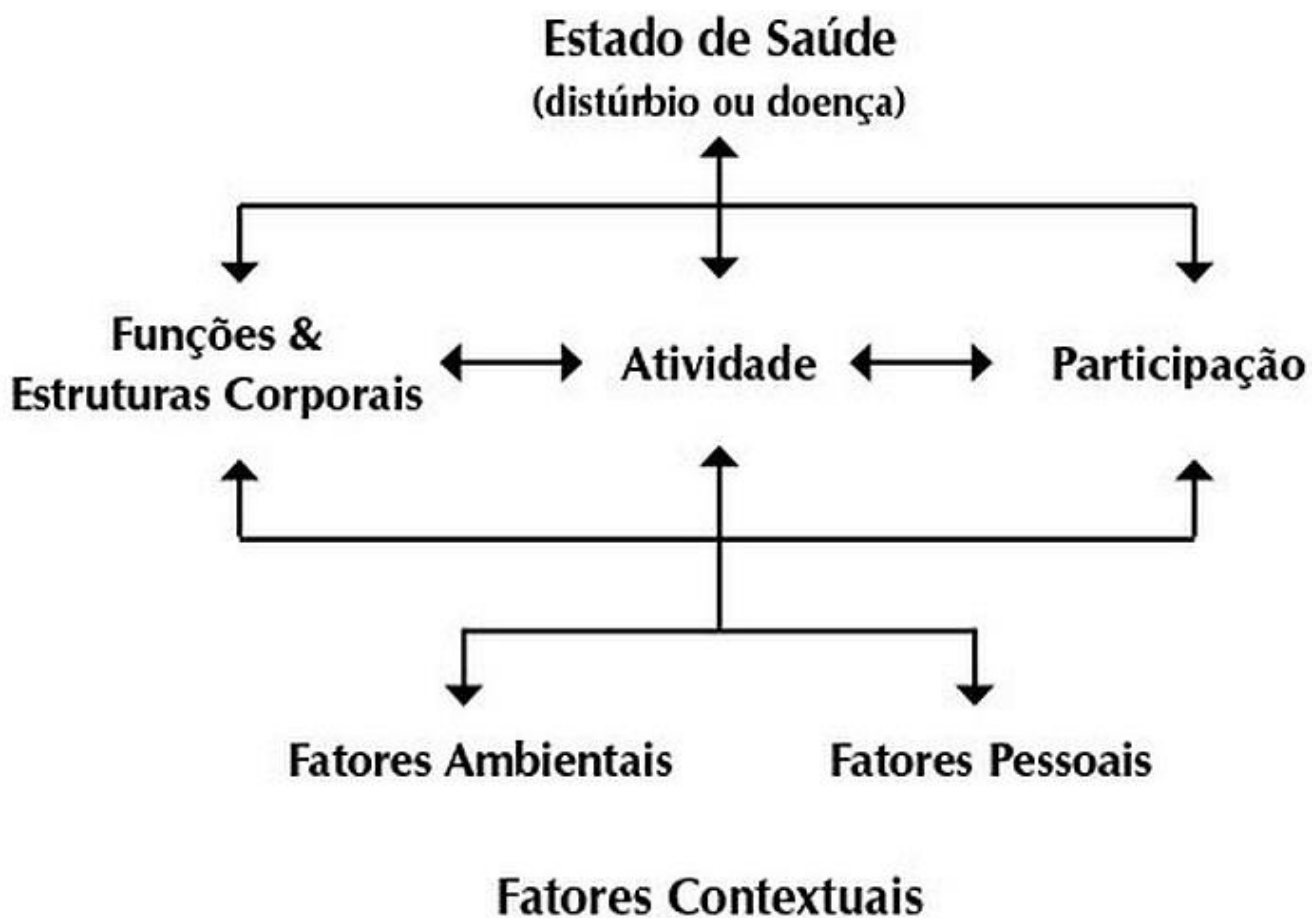 Estado de Saúde
(distúrbio ou doença)
Funções &
Estruturas Corporais
Atividade
Participação
Fatores Ambientais
Fatores Pessoais
Fatores Contextuais